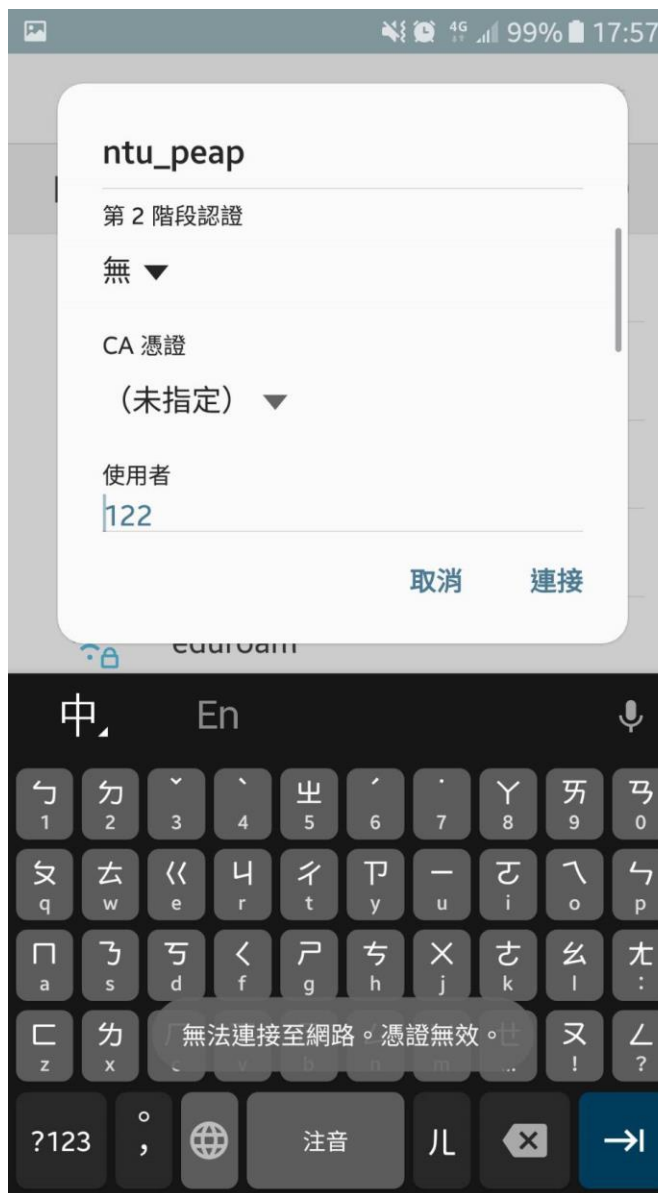 4G 99% 17:57
ntu_peap
第 2 階段認證
無
CA 憑證
（未指定）
使用者
122
取消 連接
eduroam
中 En
ㄅ ㄉ ˇ ˋ ㄓ ˊ ˙ ㄚ ㄞ ㄢ
1 2 3 4 5 6 7 8 9 0
ㄆ ㄊ ㄍ ㄐ ㄔ ㄗ ㄧ ㄛ ㄟ ㄣ
q w e r t y u i o p
ㄇ ㄋ ㄎ ㄑ ㄕ ㄘ ㄨ ㄜ ㄠ ㄤ
a s d f g h j k l :
ㄈ ㄌ 無法連接至網路。憑證無效。 ㄡ ㄥ
z x ! ?
?123 ° , 注音 ㄦ